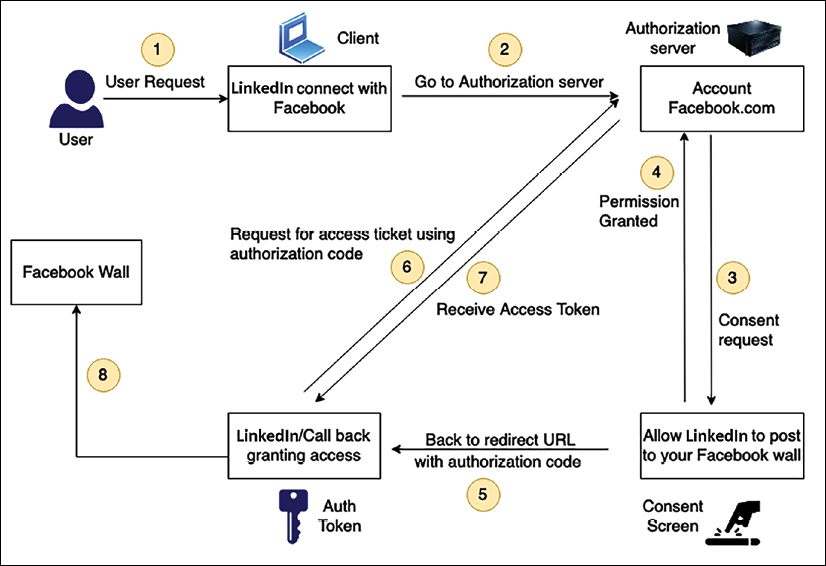 1
User Request
User
Client
LinkedIn connect with
Facebook
2
Go to Authorization server
Authorization
server
Account
Facebook.com
4
Permission
Granted
3
Consent
request
Request for access ticket using
authorization code
6
7
Receive Access Token
Facebook Wall
8
LinkedIn/Call back
granting access
Auth
Token
Back to redirect URL
with authorization code
5
Allow LinkedIn to post
to your Facebook wall
Consent
Screen